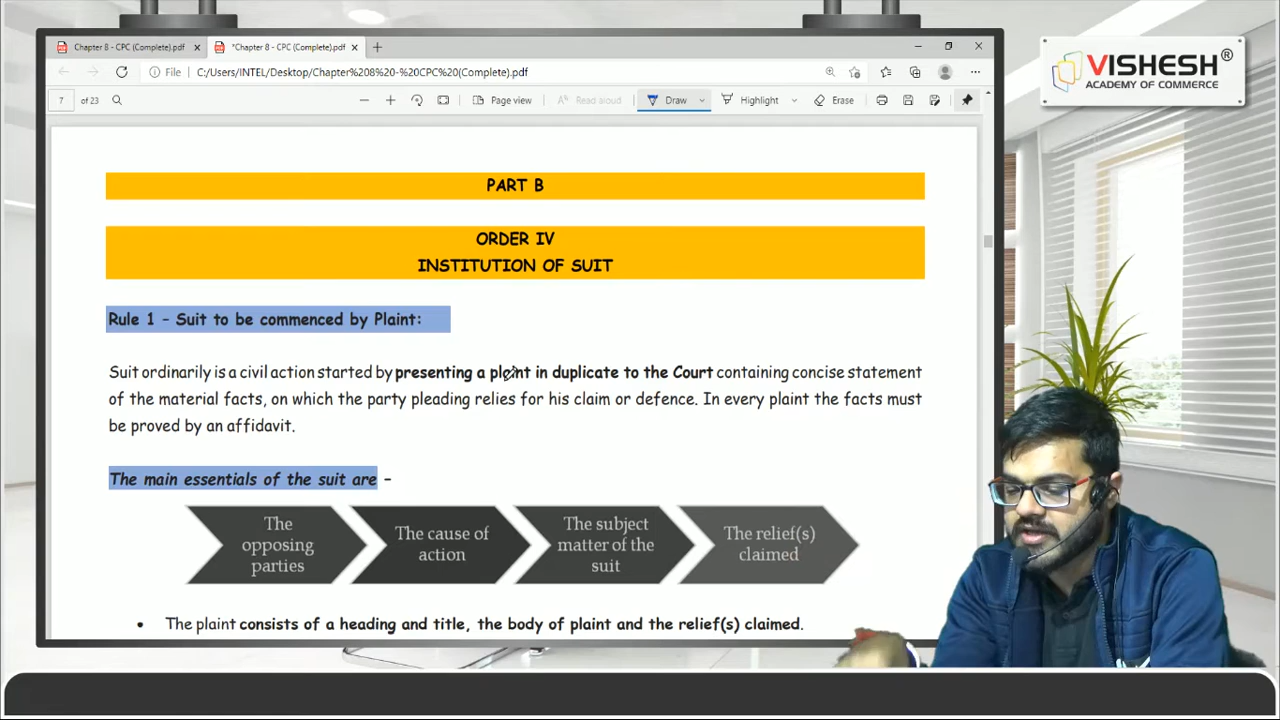 Chapter 8 - CPC (Complete).pdf
*Chapter 8 - CPC (Complete).pdf
File
C:/Users/INTEL/Desktop/Chapter%208%20-%20CPC%20(Complete).pdf
7 of 23
Page view
Read aloud
Draw
Highlight
Erase
VISHESH®
ACADEMY OF COMMERCE
PART B
ORDER IV
INSTITUTION OF SUIT
Rule 1 – Suit to be commenced by Plaint:
Suit ordinarily is a civil action started by presenting a plaint in duplicate to the Court containing concise statement
of the material facts, on which the party pleading relies for his claim or defence. In every plaint the facts must
be proved by an affidavit.
The main essentials of the suit are –
The
opposing
parties
The cause of
action
The subject
matter of the
suit
The relief(s)
claimed
• The plaint consists of a heading and title, the body of plaint and the relief(s) claimed.